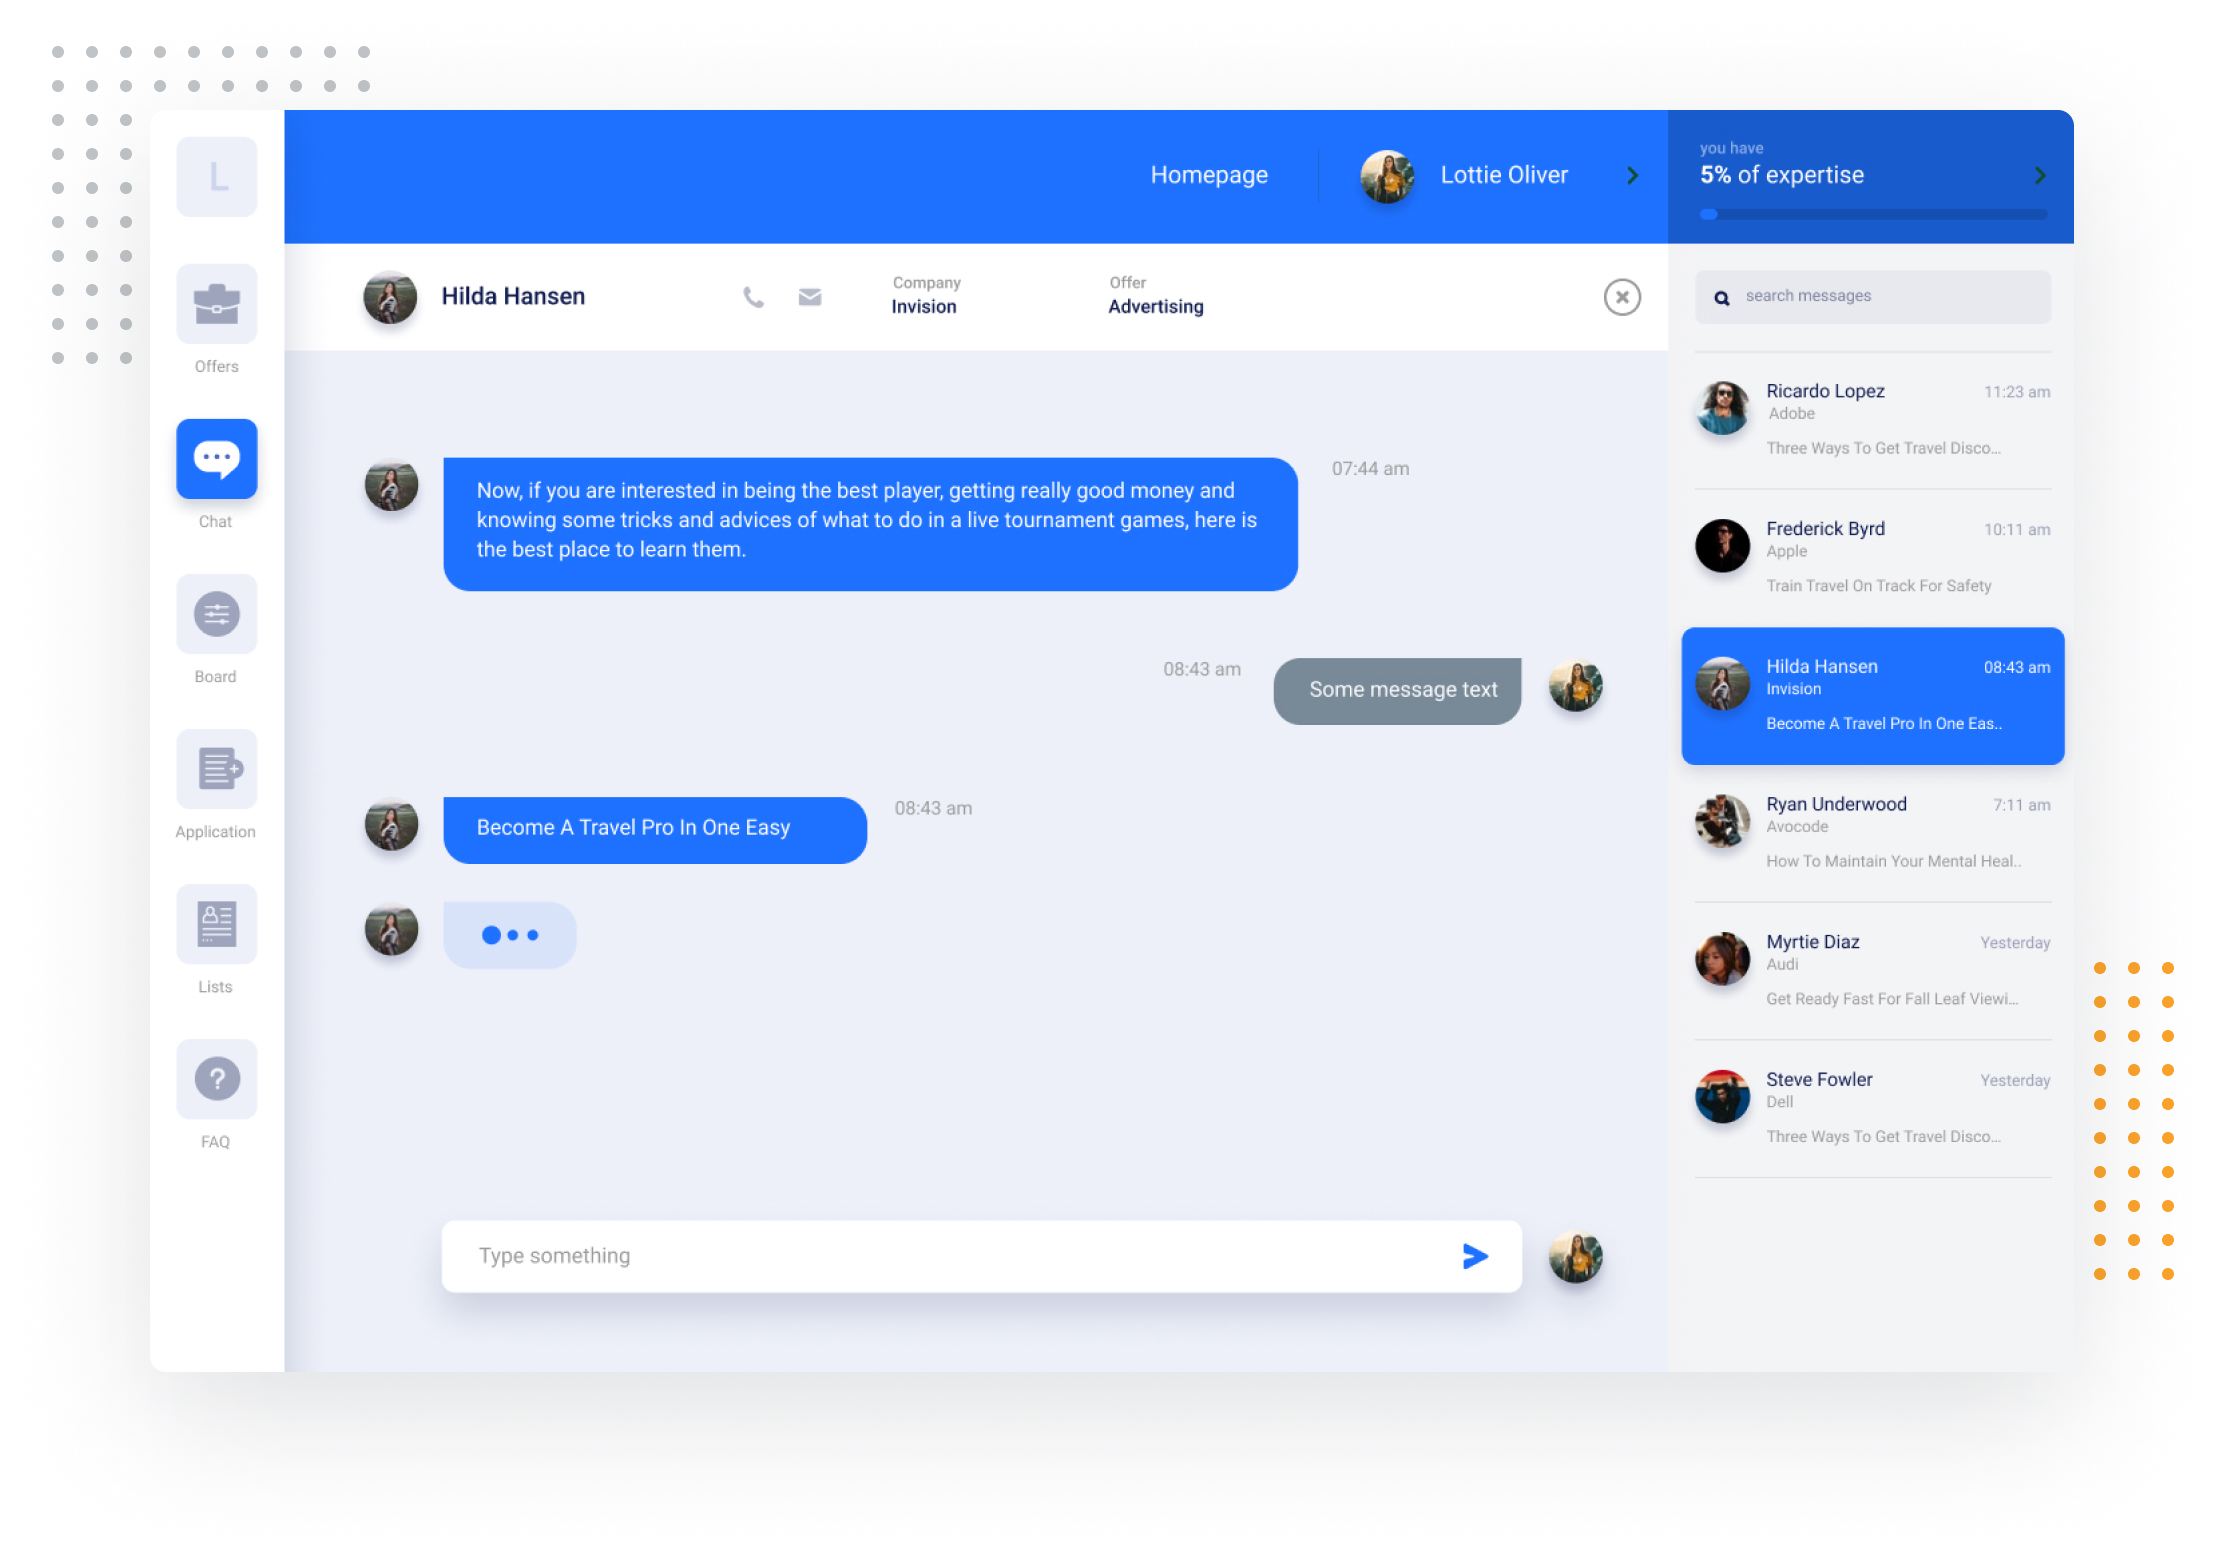 L
Offers
Chat
Board
Application
Lists
FAQ
Homepage
Lottie Oliver
you have
5% of expertise
Hilda Hansen
Company
Invision
Offer
Advertising
Now, if you are interested in being the best player, getting really good money and
knowing some tricks and advices of what to do in a live tournament games, here is
the best place to learn them.
07:44 am
08:43 am
Some message text
Become A Travel Pro In One Easy
08:43 am
Type something
search messages
Ricardo Lopez
11:23 am
Adobe
Three Ways To Get Travel Disco...
Frederick Byrd
10:11 am
Apple
Train Travel On Track For Safety
Hilda Hansen
08:43 am
Invision
Become A Travel Pro In One Eas..
Ryan Underwood
7:11 am
Avocode
How To Maintain Your Mental Heal..
Myrtie Diaz
Yesterday
Audi
Get Ready Fast For Fall Leaf Viewi...
Steve Fowler
Yesterday
Dell
Three Ways To Get Travel Disco...